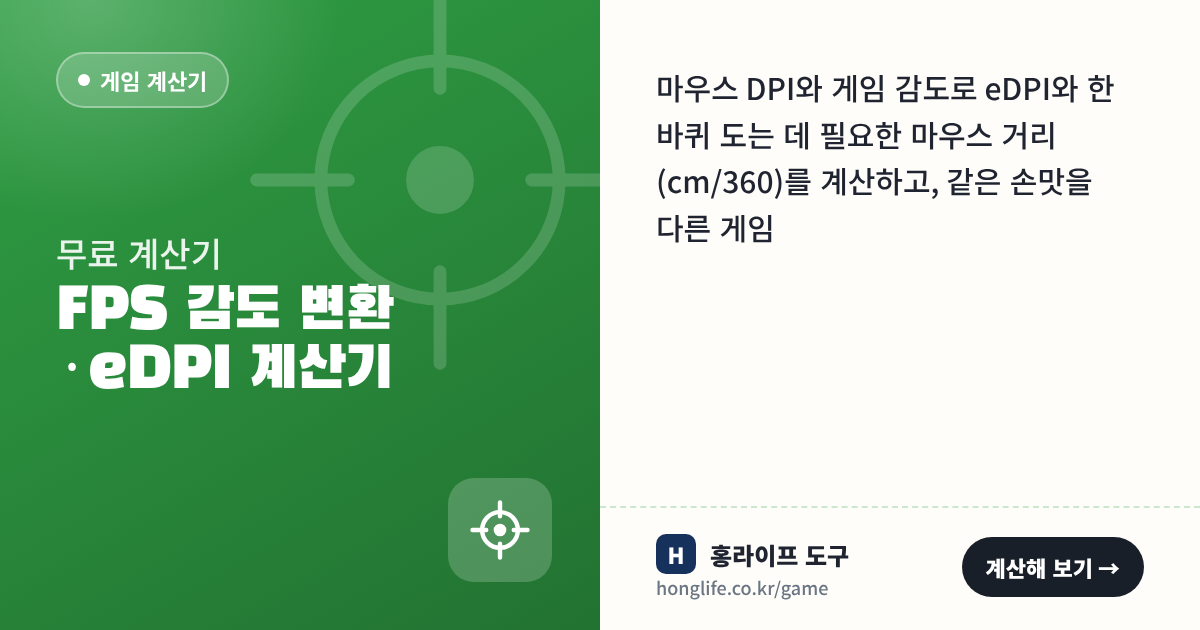 게임 계산기
무료 계산기
FPS 감도 변환
· eDPI 계산기
마우스 DPI와 게임 감도로 eDPI와 한
바퀴 도는 데 필요한 마우스 거리
(cm/360)를 계산하고, 같은 손맛을
다른 게임
H 홍라이프 도구
honglife.co.kr/game
계산해 보기 →